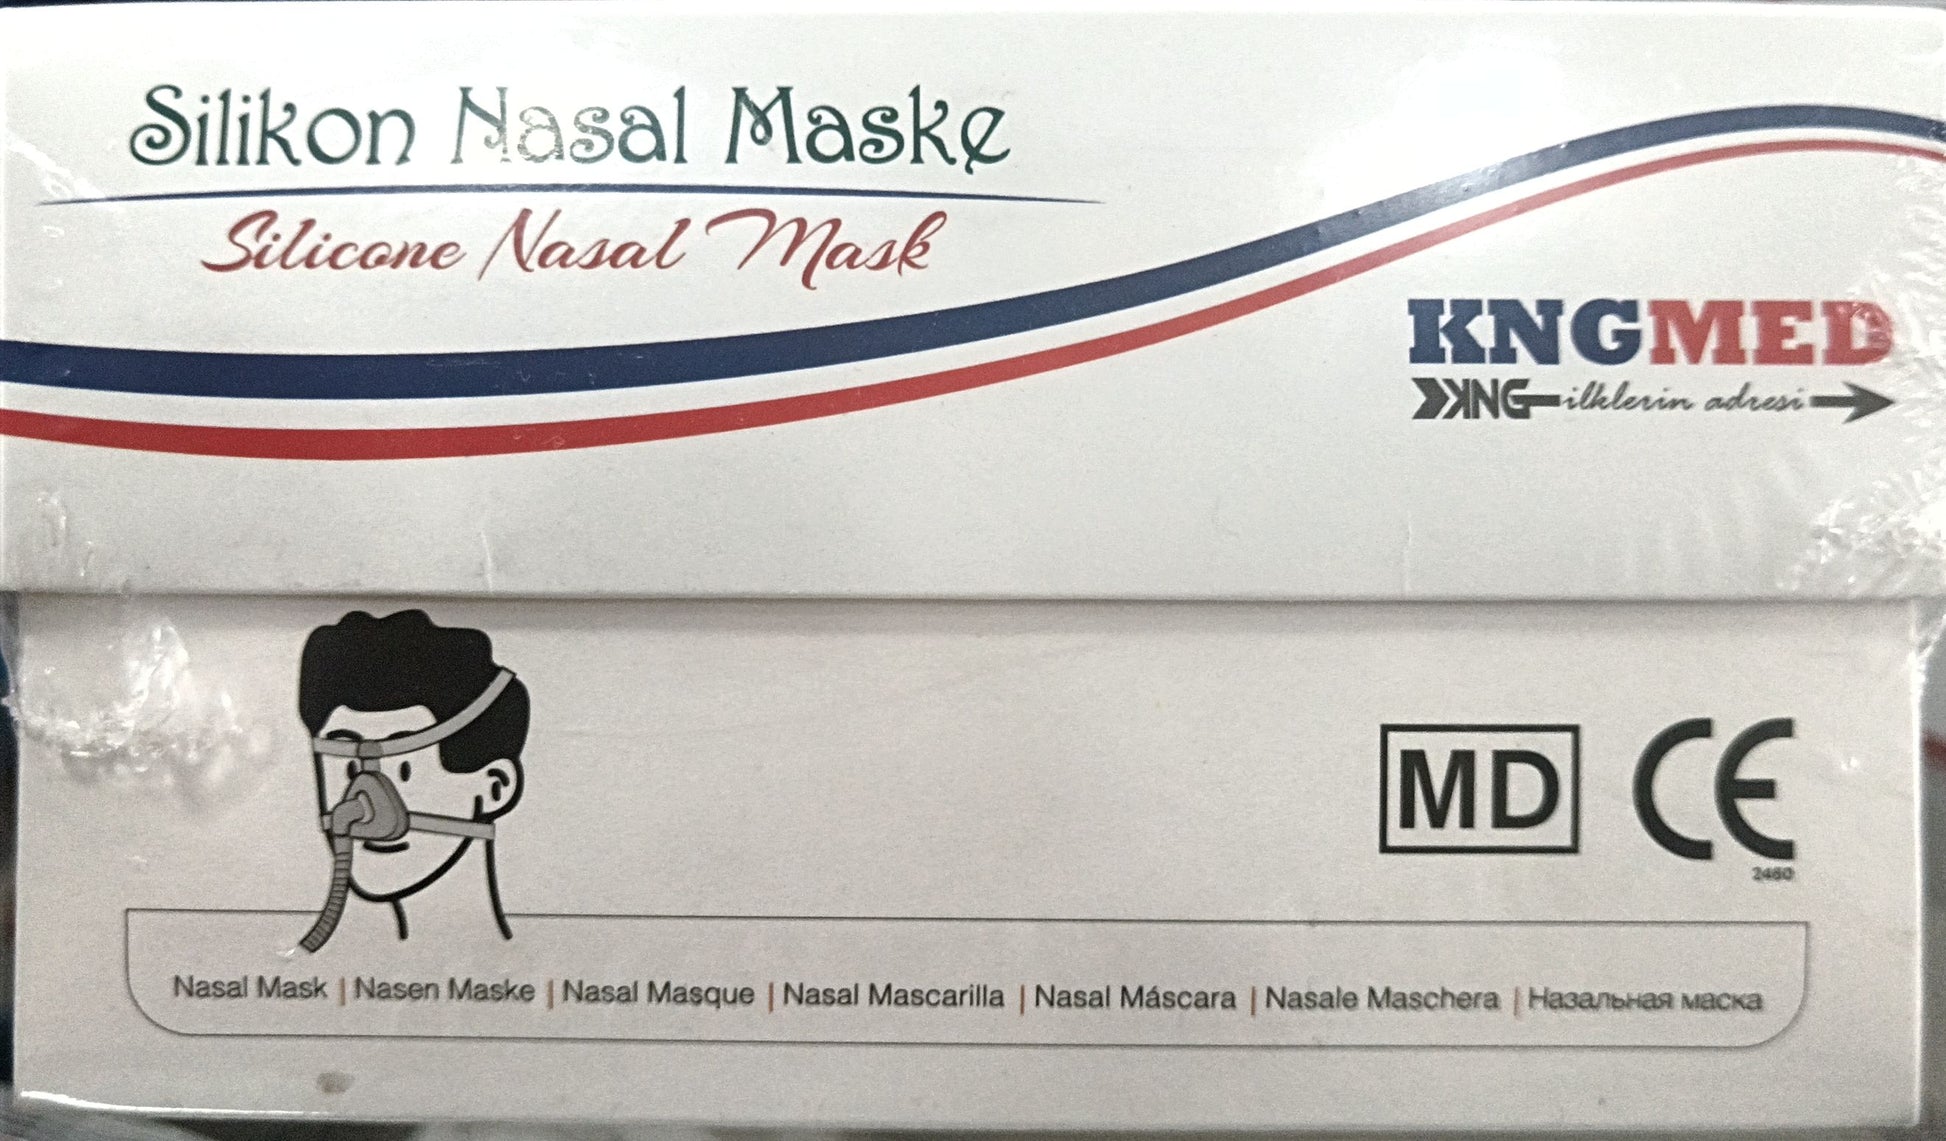 Silikon Nasal Maske
Silicone Nasal Mask
KNGMED
KNG ilklerin adresi
MD CE
2460
Nasal Mask | Nasen Maske | Nasal Masque | Nasal Mascarilla | Nasal Máscara | Nasale Maschera | Назальная маска